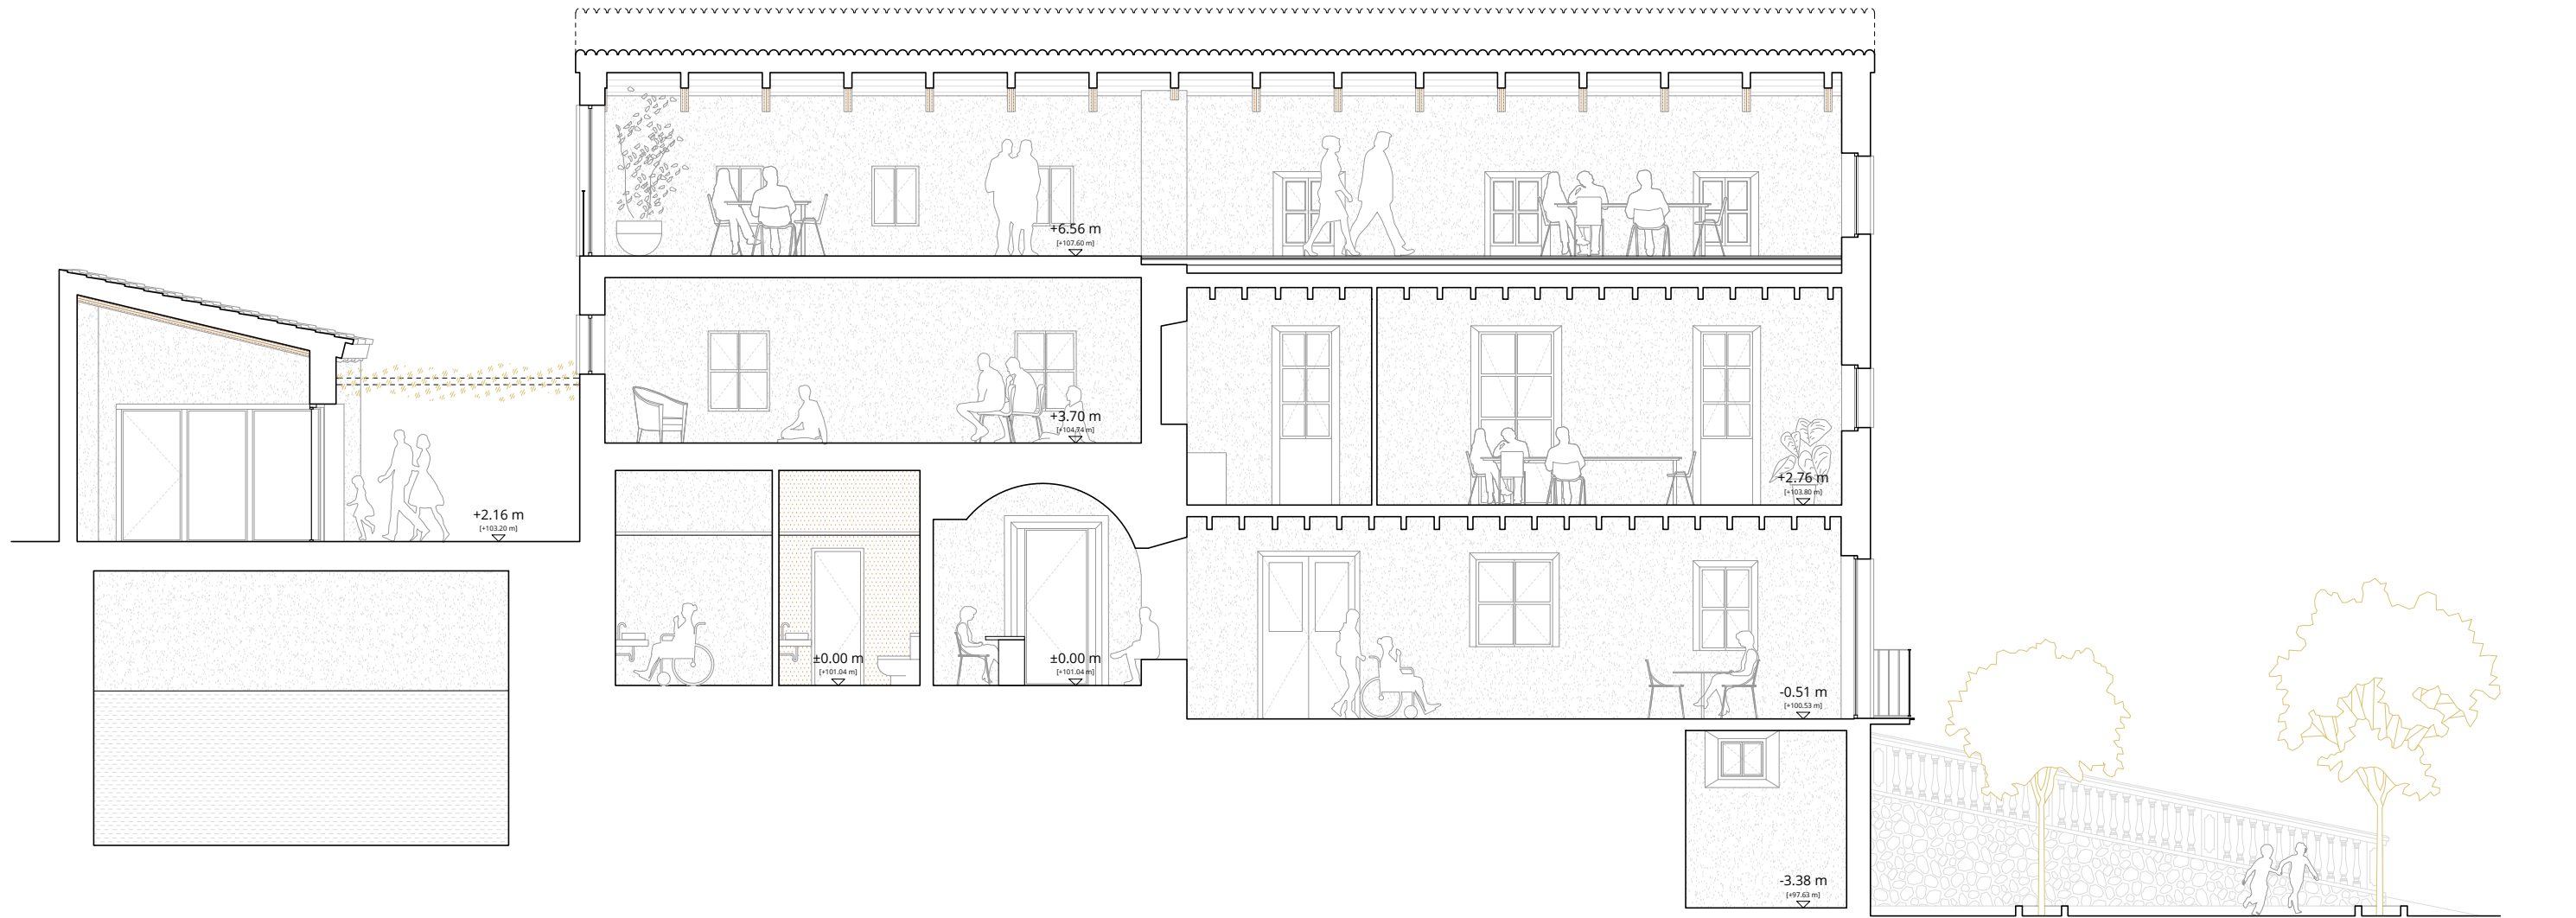 +6.56 m
[+107.60 m]
+3.70 m
[+104.74 m]
+2.76 m
[+103.80 m]
+2.16 m
[+103.20 m]
±0.00 m
[+101.04 m]
±0.00 m
[+101.04 m]
-0.51 m
[+100.53 m]
-3.38 m
[+97.63 m]